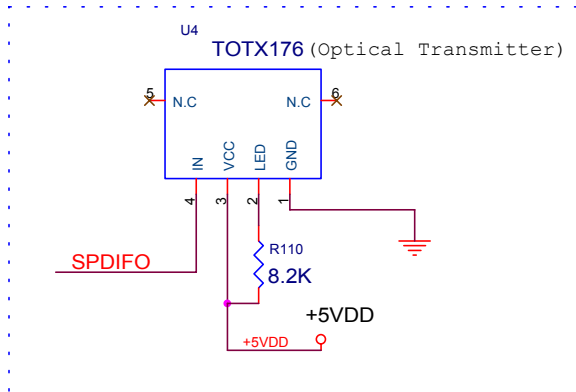 U4
TOTX176 (Optical Transmitter)
5 N.C N.C 6
IN VCC LED GND
4 3 2 1
R110
SPDIFO
8.2K
+5VDD
+5VDD